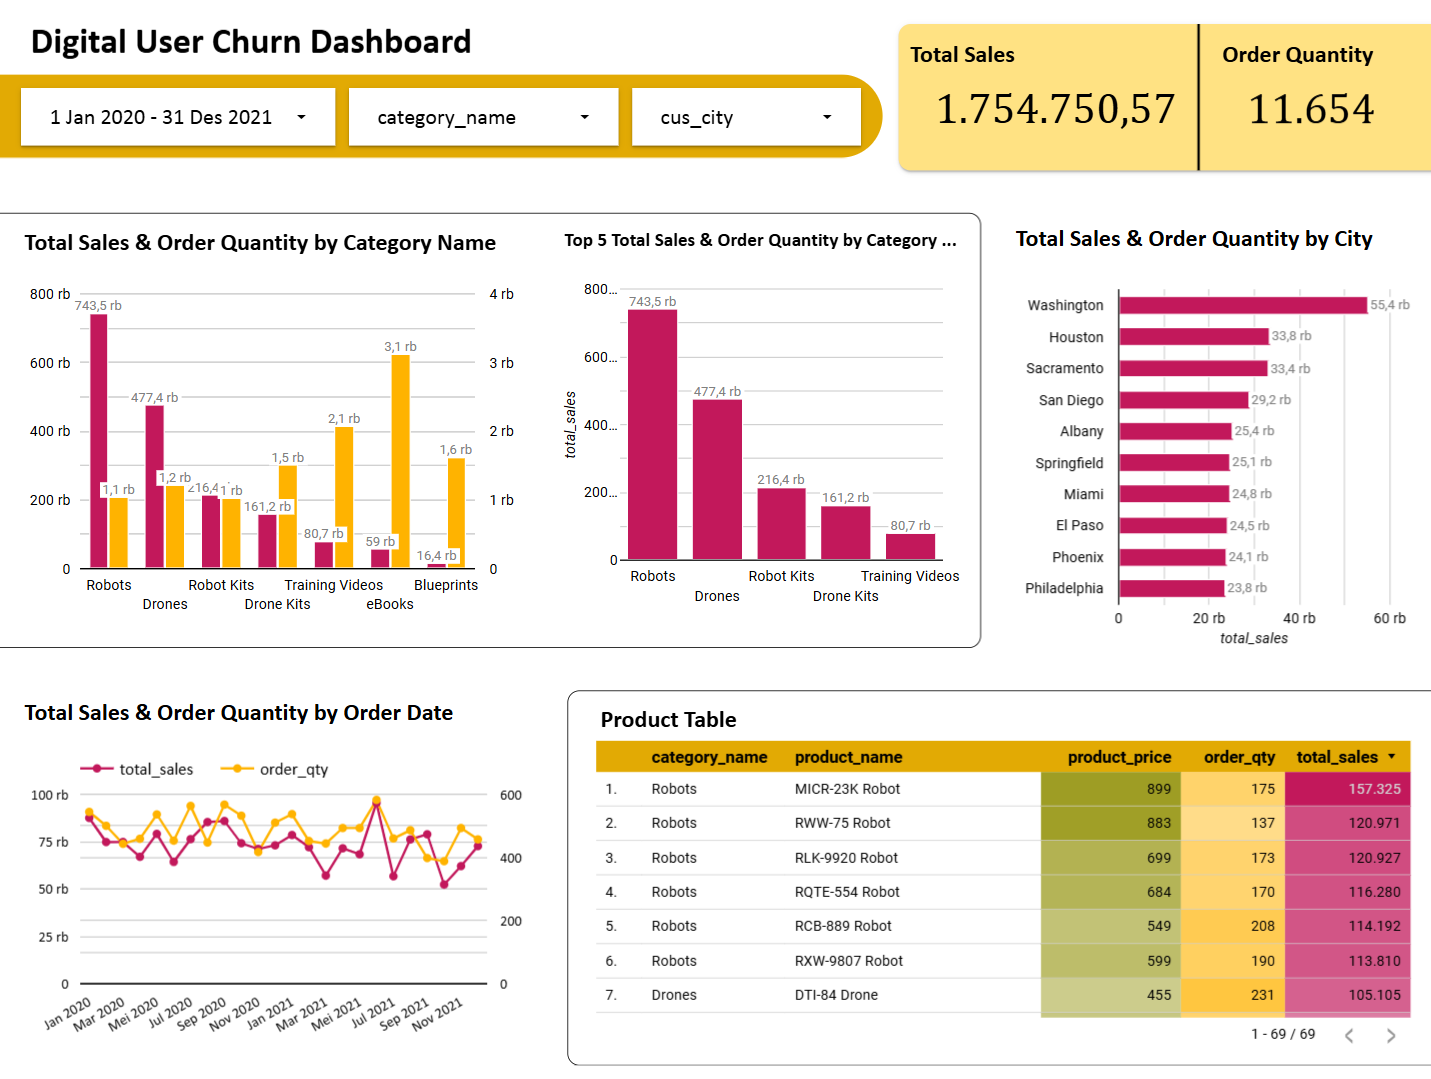 Digital User Churn Dashboard
1 Jan 2020 - 31 Des 2021
category_name
cus_city
Total Sales
1.754.750,57
Order Quantity
11.654
Total Sales & Order Quantity by Category Name
800 rb
600 rb
400 rb
200 rb
0
743,5 rb
1,1 rb
477,4 rb
1,2 rb
216,4
1 rb
161,2 rb
1,5 rb
80,7 rb
2,1 rb
59 rb
3,1 rb
16,4 rb
1,6 rb
4 rb
3 rb
2 rb
1 rb
0
Robots
Drones
Robot Kits
Drone Kits
Training Videos
eBooks
Blueprints
Top 5 Total Sales & Order Quantity by Category ...
total_sales
800...
600...
400...
200...
0
743,5 rb
477,4 rb
216,4 rb
161,2 rb
80,7 rb
Robots
Drones
Robot Kits
Drone Kits
Training Videos
Total Sales & Order Quantity by City
Washington 55,4 rb
Houston 33,8 rb
Sacramento 33,4 rb
San Diego 29,2 rb
Albany 25,4 rb
Springfield 25,1 rb
Miami 24,8 rb
El Paso 24,5 rb
Phoenix 24,1 rb
Philadelphia 23,8 rb
0 20 rb 40 rb 60 rb
total_sales
Total Sales & Order Quantity by Order Date
total_sales order_qty
100 rb
75 rb
50 rb
25 rb
0
600
400
200
0
Jan 2020 Mar 2020 Mei 2020 Jul 2020 Sep 2020 Nov 2020 Jan 2021 Mar 2021 Mei 2021 Jul 2021 Sep 2021 Nov 2021
Product Table
category_name product_name product_price order_qty total_sales
1. Robots MICR-23K Robot 899 175 157.325
2. Robots RWW-75 Robot 883 137 120.971
3. Robots RLK-9920 Robot 699 173 120.927
4. Robots RQTE-554 Robot 684 170 116.280
5. Robots RCB-889 Robot 549 208 114.192
6. Robots RXW-9807 Robot 599 190 113.810
7. Drones DTI-84 Drone 455 231 105.105
1 - 69 / 69